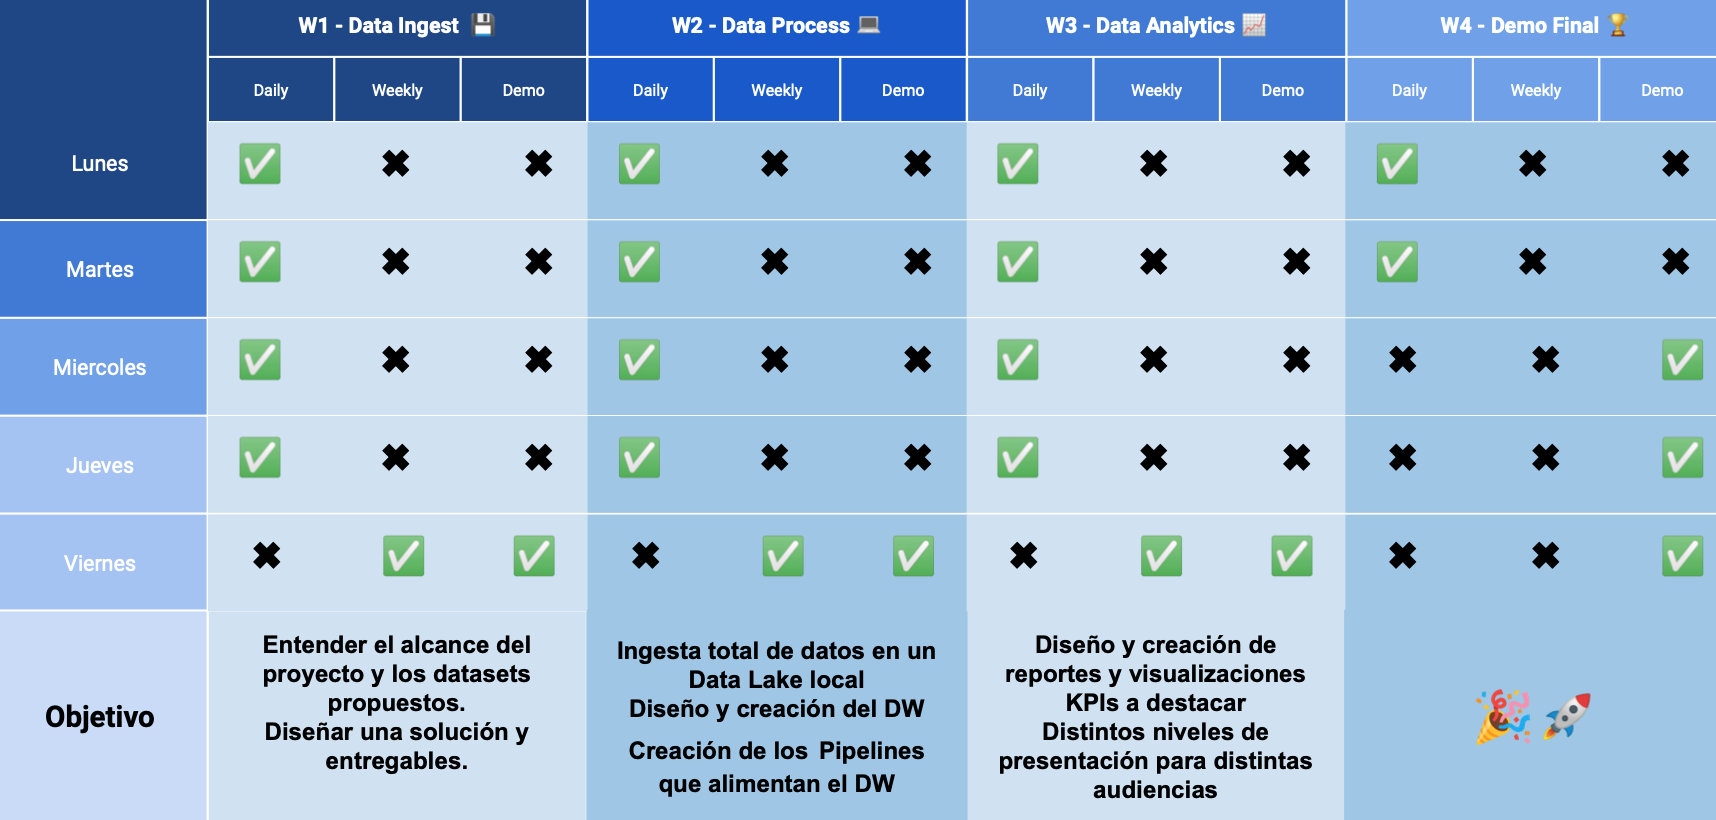 W1 - Data Ingest 💾 W2 - Data Process 💻 W3 - Data Analytics 📈 W4 - Demo Final 🏆
Daily Weekly Demo Daily Weekly Demo Daily Weekly Demo Daily Weekly Demo
Lunes ✅ ✖ ✖ ✅ ✖ ✖ ✅ ✖ ✖ ✅ ✖ ✖
Martes ✅ ✖ ✖ ✅ ✖ ✖ ✅ ✖ ✖ ✅ ✖ ✖
Miercoles ✅ ✖ ✖ ✅ ✖ ✖ ✅ ✖ ✖ ✖ ✖ ✅
Jueves ✅ ✖ ✖ ✅ ✖ ✖ ✅ ✖ ✖ ✖ ✖ ✅
Viernes ✖ ✅ ✅ ✖ ✅ ✅ ✖ ✅ ✅ ✖ ✖ ✅
Objetivo
Entender el alcance del
proyecto y los datasets
propuestos.
Diseñar una solución y
entregables.
Ingesta total de datos en un
Data Lake local
Diseño y creación del DW
Creación de los Pipelines
que alimentan el DW
Diseño y creación de
reportes y visualizaciones
KPIs a destacar
Distintos niveles de
presentación para distintas
audiencias
🎉 🚀